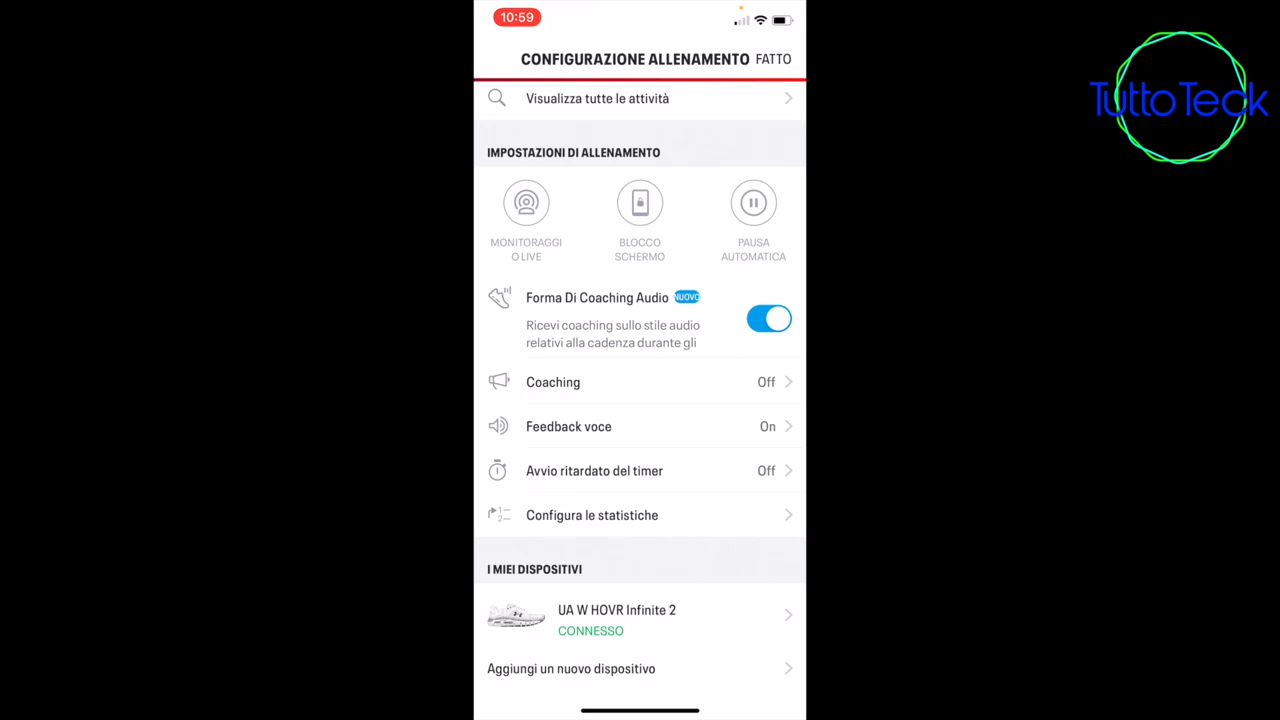 10:59
CONFIGURAZIONE ALLENAMENTO FATTO
TuttoTeck
Visualizza tutte le attività
IMPOSTAZIONI DI ALLENAMENTO
MONITORAGGI
O LIVE
BLOCCO
SCHERMO
PAUSA
AUTOMATICA
Forma Di Coaching Audio NUOVO
Ricevi coaching sullo stile audio
relativi alla cadenza durante gli
Coaching Off
Feedback voce On
Avvio ritardato del timer Off
1
2
Configura le statistiche
I MIEI DISPOSITIVI
UA W HOVR Infinite 2
CONNESSO
Aggiungi un nuovo dispositivo